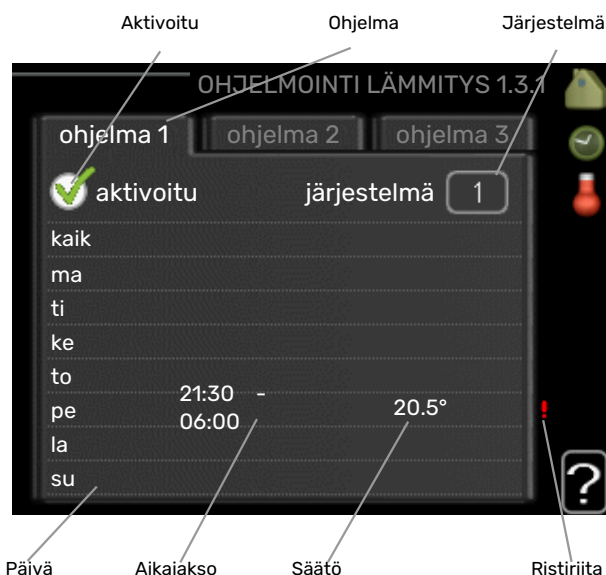 Aktivoitu Ohjelma Järjestelmä
OHJELMOINTI LÄMMITYS 1.3.1
ohjelma 1 ohjelma 2 ohjelma 3
aktivoitu järjestelmä 1
kaik
ma
ti
ke
to
21:30 -
pe 20.5° !
06:00
la
su
?
Päivä Aikajakso Säätö Ristiriita